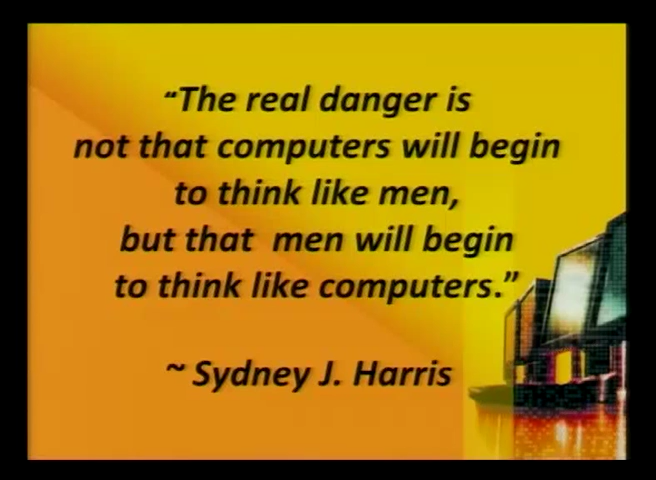 “The real danger is
not that computers will begin
to think like men,
but that men will begin
to think like computers.”
~ Sydney J. Harris